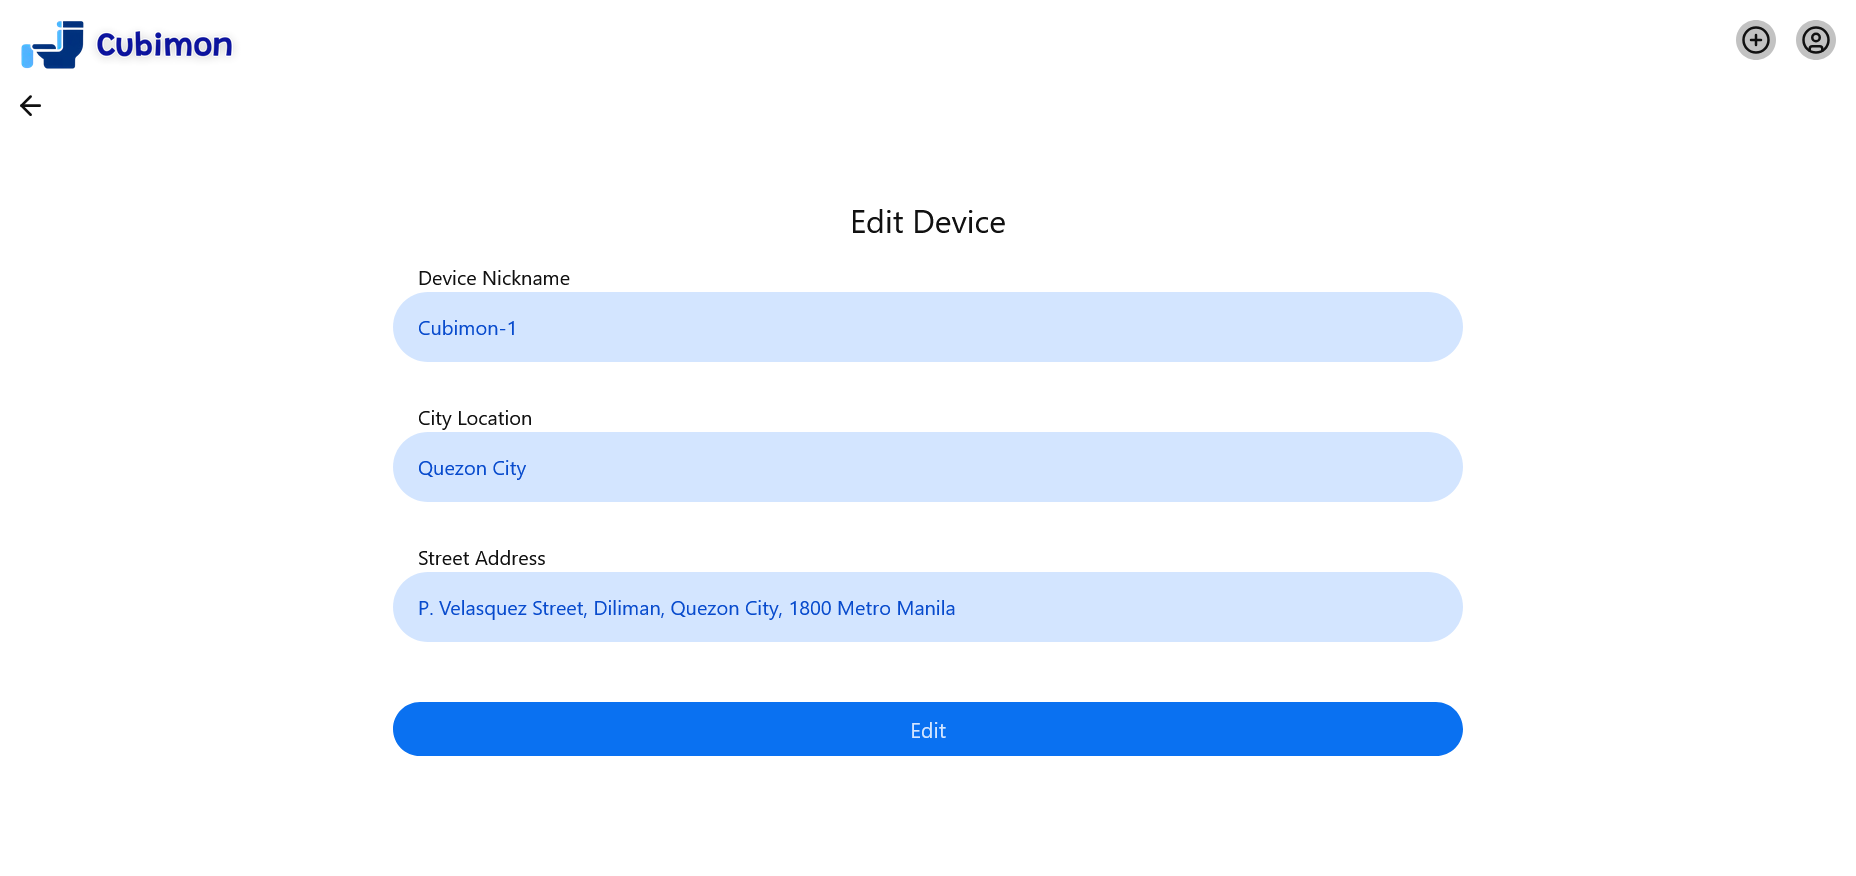 Cubimon
Edit Device
Device Nickname
Cubimon-1
City Location
Quezon City
Street Address
P. Velasquez Street, Diliman, Quezon City, 1800 Metro Manila
Edit